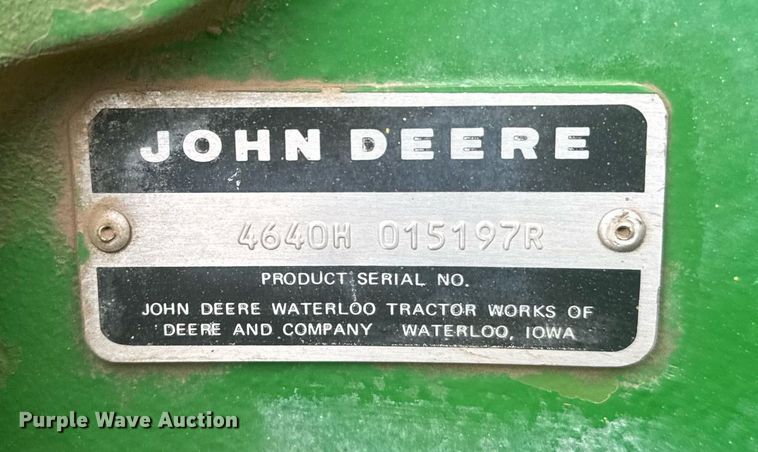 JOHN DEERE
4640H 015197R
PRODUCT SERIAL NO.
JOHN DEERE WATERLOO TRACTOR WORKS OF
DEERE AND COMPANY WATERLOO, IOWA
Purple Wave Auction